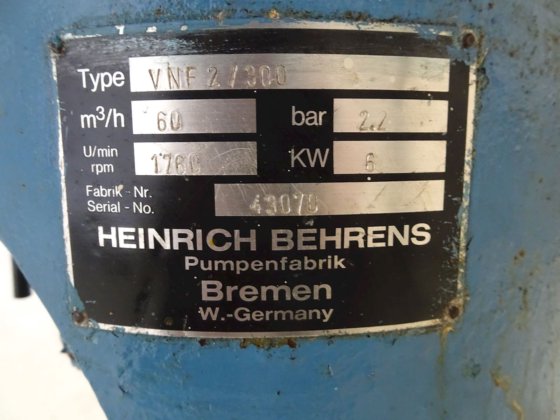 Type VNF 2/300
m³/h 60 bar 2.2
U/min
rpm 1760 KW 6
Fabrik - Nr.
Serial - No. 43070
HEINRICH BEHRENS
Pumpenfabrik
Bremen
W.-Germany